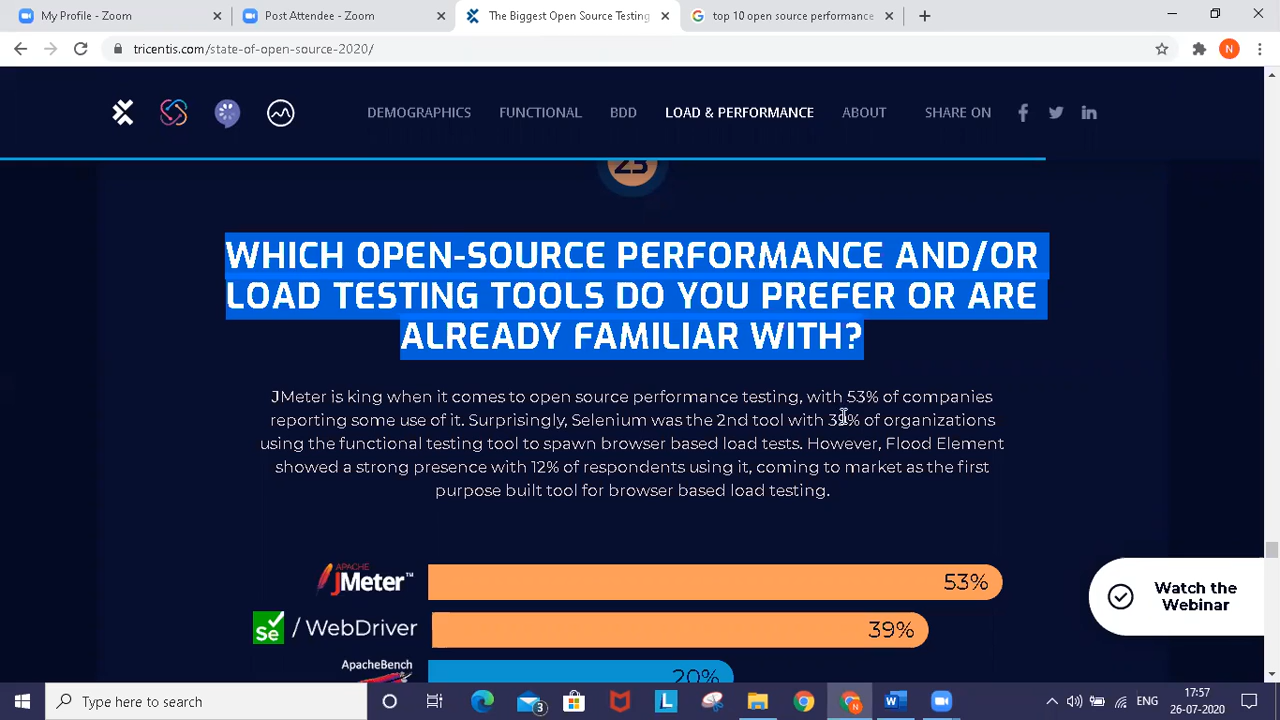 My Profile - Zoom
Post Attendee - Zoom
The Biggest Open Source Testing
top 10 open source performance
tricentis.com/state-of-open-source-2020/
N
DEMOGRAPHICS
FUNCTIONAL
BDD
LOAD & PERFORMANCE
ABOUT
SHARE ON
23
WHICH OPEN-SOURCE PERFORMANCE AND/OR
LOAD TESTING TOOLS DO YOU PREFER OR ARE
ALREADY FAMILIAR WITH?
JMeter is king when it comes to open source performance testing, with 53% of companies
reporting some use of it. Surprisingly, Selenium was the 2nd tool with 39% of organizations
using the functional testing tool to spawn browser based load tests. However, Flood Element
showed a strong presence with 12% of respondents using it, coming to market as the first
purpose built tool for browser based load testing.
APACHE
JMeter™
53%
Se / WebDriver
39%
ApacheBench
20%
Watch the
Webinar
Type here to search
3
L
N
W
ENG
17:57
26-07-2020